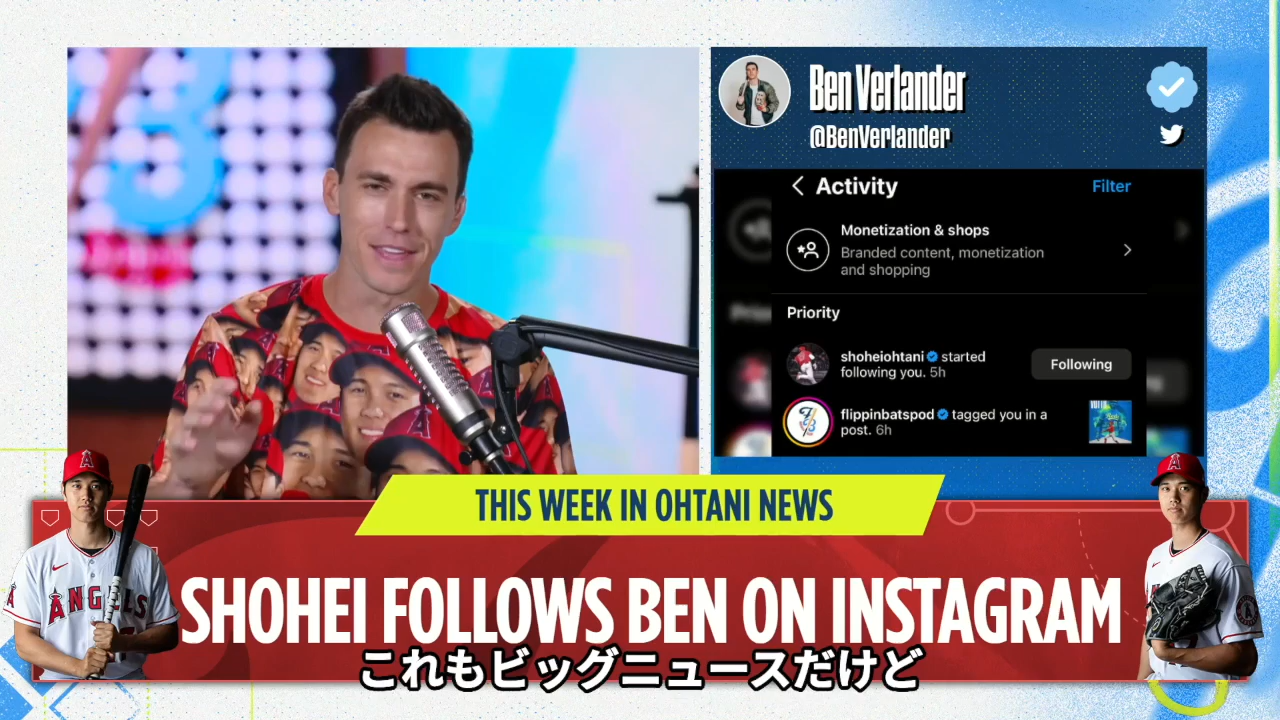 Ben Verlander
@BenVerlander
Activity
Filter
Monetization & shops
Branded content, monetization
and shopping
Priority
shoheiohtani started
following you. 5h
Following
flippinbatspod tagged you in a
post. 6h
THIS WEEK IN OHTANI NEWS
SHOHEI FOLLOWS BEN ON INSTAGRAM
これもビッグニュースだけど
ANGELS